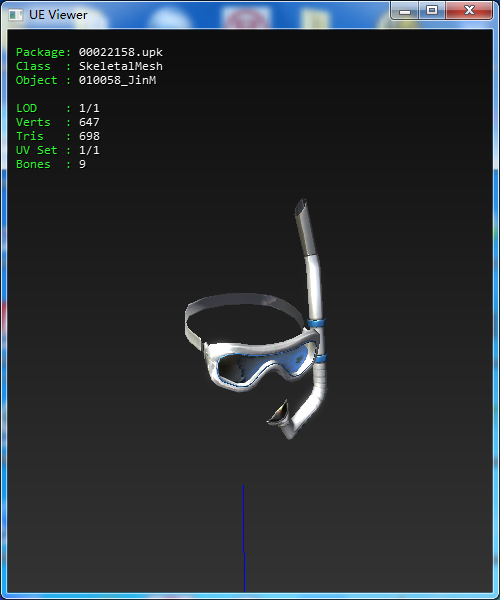 UE Viewer
Package: 00022158.upk
Class  : SkeletalMesh
Object : 010058_JinM
LOD    : 1/1
Verts  : 647
Tris   : 698
UV Set : 1/1
Bones  : 9